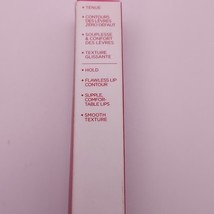 • TENUE
• CONTOURS
DES LÈVRES
ZÉRO DÉFAUT
• SOUPLESSE
& CONFORT
DES LÈVRES
• TEXTURE
GLISSANTE
• HOLD
• FLAWLESS LIP
CONTOUR
• SUPPLE,
COMFOR-
TABLE LIPS
• SMOOTH
TEXTURE